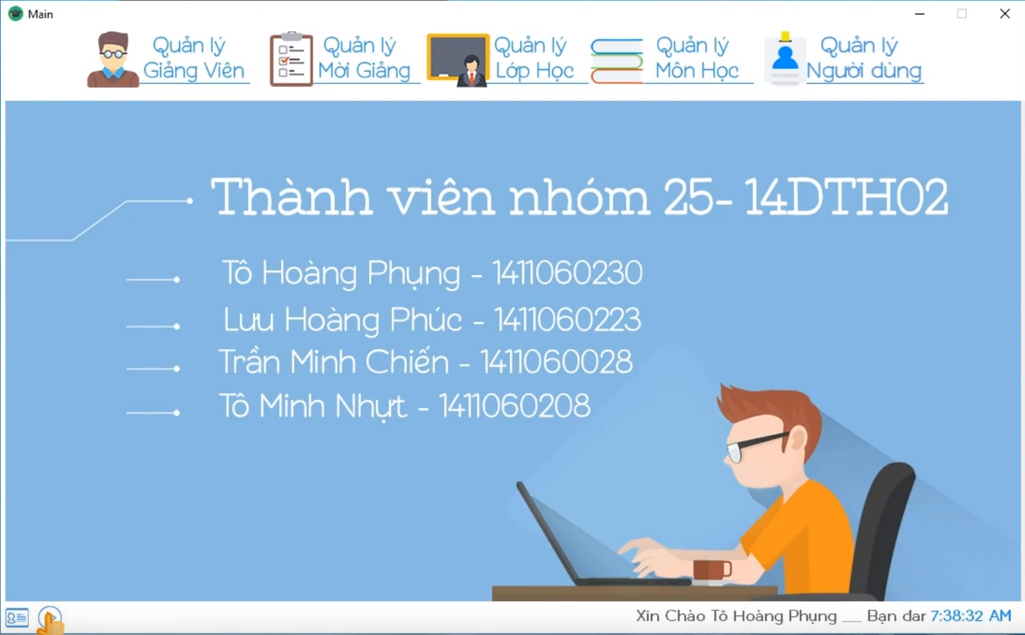 Main
Quản lý
Giảng Viên
Quản lý
Mời Giảng
Quản lý
Lớp Học
Quản lý
Môn Học
Quản lý
Người dùng
Thành viên nhóm 25- 14DTH02
Tô Hoàng Phụng - 1411060230
Lưu Hoàng Phúc - 1411060223
Trần Minh Chiến - 1411060028
Tô Minh Nhựt - 1411060208
Xin Chào Tô Hoàng Phụng __ Bạn dar 7:38:32 AM